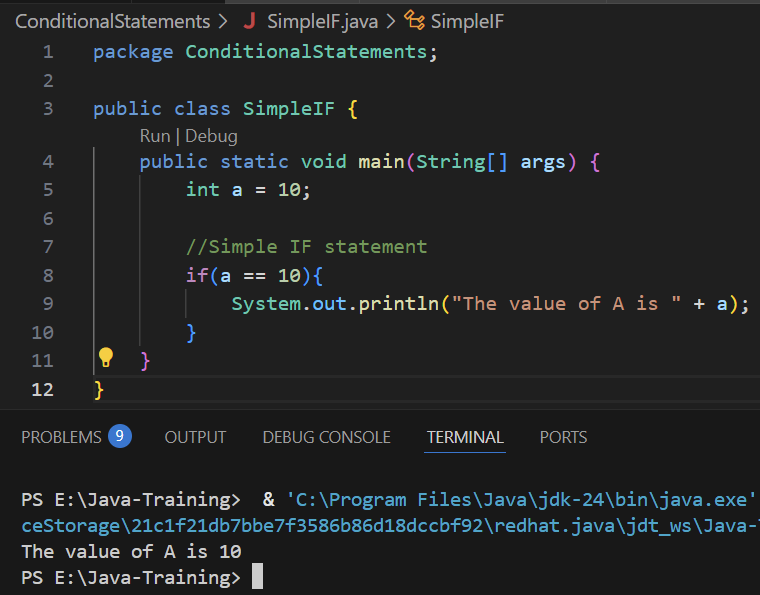 ConditionalStatements > J SimpleIF.java > SimpleIF
1 package ConditionalStatements;
2
3 public class SimpleIF {
Run | Debug
4 public static void main(String[] args) {
5 int a = 10;
6
7 //Simple IF statement
8 if(a == 10){
9 System.out.println("The value of A is " + a);
10 }
11 }
12 }
PROBLEMS 9 OUTPUT DEBUG CONSOLE TERMINAL PORTS
PS E:\Java-Training> & 'C:\Program Files\Java\jdk-24\bin\java.exe'
ceStorage\21c1f21db7bbe7f3586b86d18dccbf92\redhat.java\jdt_ws\Java-
The value of A is 10
PS E:\Java-Training>